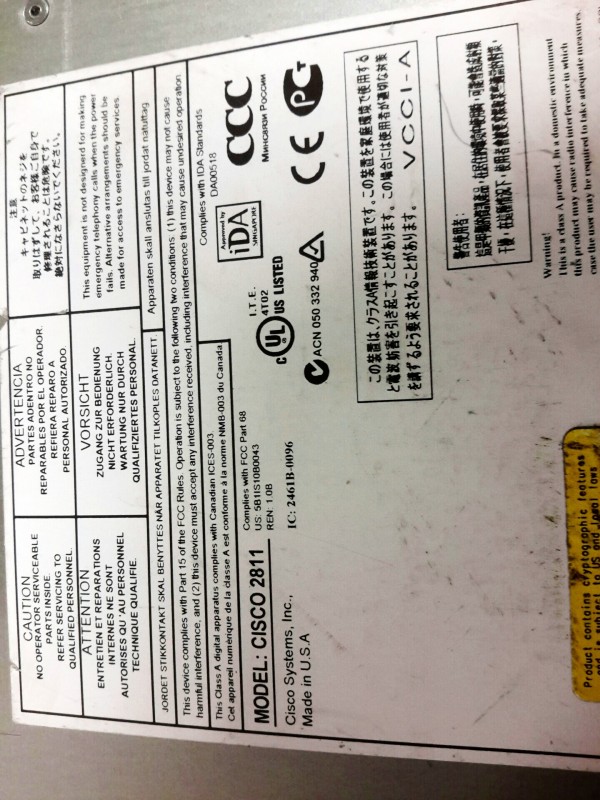 CAUTION
NO OPERATOR SERVICEABLE
PARTS INSIDE.
REFER SERVICING TO
QUALIFIED PERSONNEL
ADVERTENCIA
PARTES ADENTRO NO
REPARABLES POR EL OPERADOR.
REFIERA REPARO A
PERSONAL AUTORIZADO.
注意
キャビネットのネジを
取りはずして、お客様ご自身で
修理されることは危険です。
絶対になさらないでください。
ATTENTION
ENTRETIEN ET REPARATIONS
INTERNES NE SONT
AUTORISES QU'AU PERSONNEL
TECHNIQUE QUALIFIE.
VORSICHT
ZUGANG ZUR BEDIENUNG
NICHT ERFORDERLICH.
WARTUNG NUR DURCH
QUALIFIZIERTES PERSONAL.
This equipment is not designed for making
emergency telephony calls when the power
fails. Alternative arrangements should be
made for access to emergency services
JORDET STIKKONTAKT SKAL BENYTTES NÅR APPARATET TILKOPLES DATANETT
Apparaten skall anslutas till jordat nätuttag
This device complies with Part 15 of the FCC Rules. Operation is subject to the following two conditions: (1) this device may not cause
harmful interference, and (2) this device must accept any interference received, including interference that may cause undesired operation.
This Class A digital apparatus complies with Canadian ICES-003
Cet appareil numérique de la classe A est conforme à la norme NMB-003 du Canada
MODEL: CISCO 2811
Cisco Systems, Inc.,
Made in U.S.A
Complies with FCC Part 68
US: 5B1IS10B0043
REN: 1.0B
IC: 2461B-0096
I.T.E.
4T02
C UL US LISTED
ACN 050 332 940
Approved by
iDA
SINGAPORE
Complies with IDA Standards
DA00518
CCC
Минсвязи России
CE
PCT
この装置は、クラスA情報技術装置です。この装置を家庭環境で使用する
と電波妨害を引き起こすことがあります。この場合には使用者が適切な対策
を講ずるよう要求されることがあります。
VCCI-A
Warning!
This is a class A product. In a domestic environment
this product may cause radio interference in which
case the user may be required to take adequate measures.
Product contains cryptographic features
and is subject to US and local laws